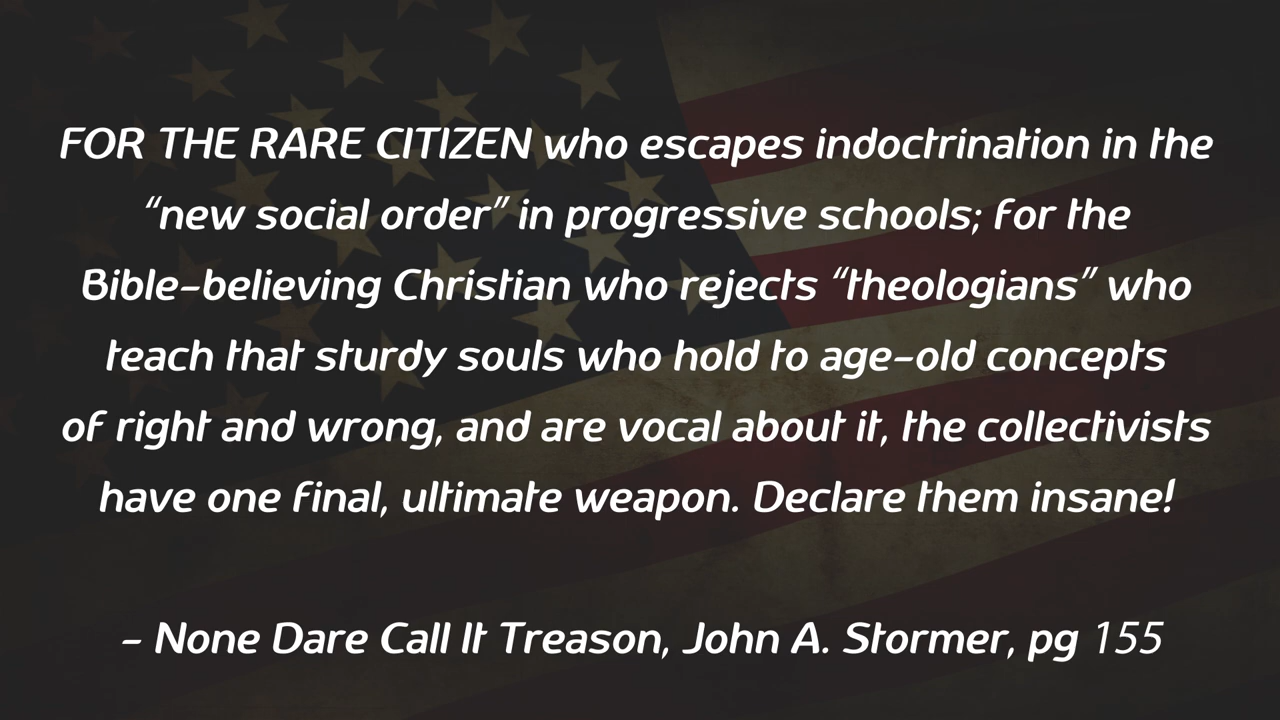 FOR THE RARE CITIZEN who escapes indoctrination in the
“new social order” in progressive schools; for the
Bible-believing Christian who rejects “theologians” who
teach that sturdy souls who hold to age-old concepts
of right and wrong, and are vocal about it, the collectivists
have one final, ultimate weapon. Declare them insane!
- None Dare Call It Treason, John A. Stormer, pg 155